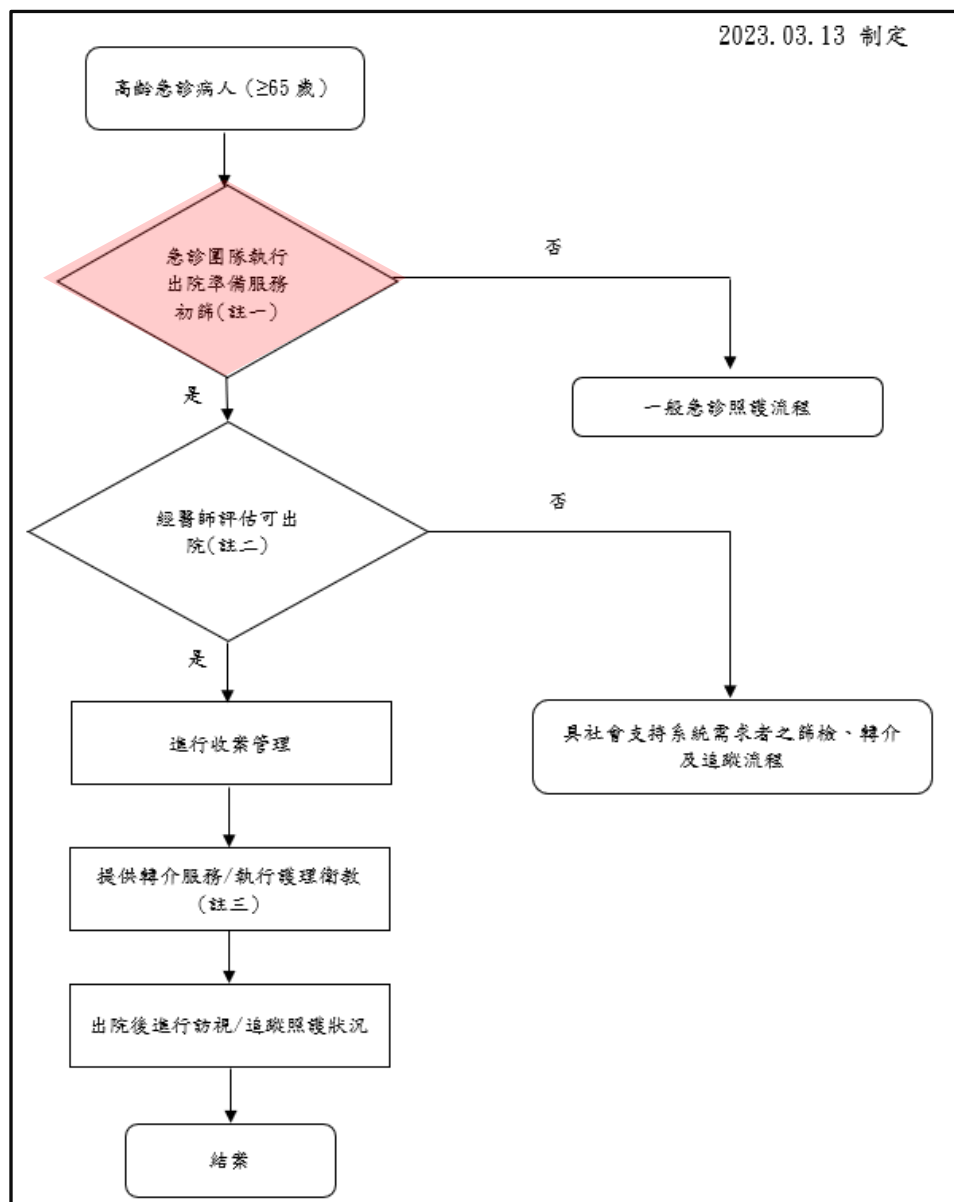 2023.03.13 制定
高齡急診病人 (≥65 歲)
急診團隊執行
出院準備服務
初篩(註一)
否
一般急診照護流程
是
經醫師評估可出
院(註二)
否
具社會支持系統需求者之篩檢、轉介
及追蹤流程
是
進行收案管理
提供轉介服務/執行護理衛教
(註三)
出院後進行訪視/追蹤照護狀況
結案